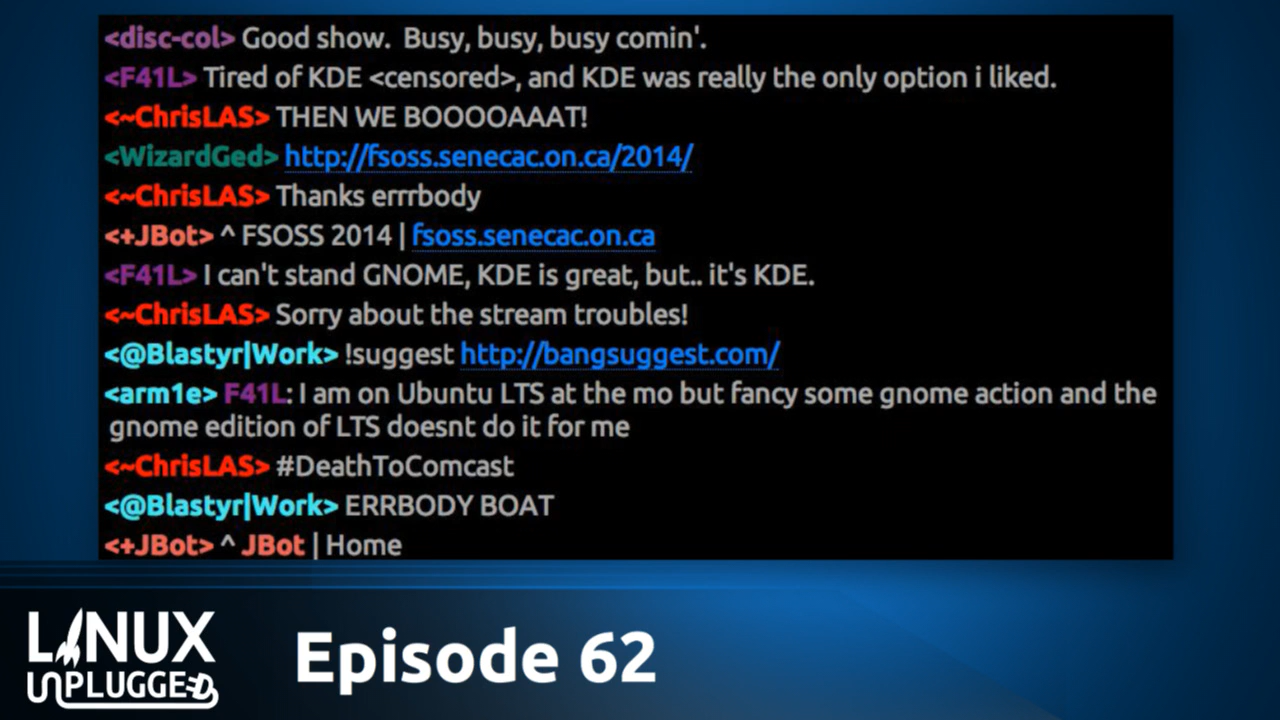 <disc-col> Good show.  Busy, busy, busy comin'.
<F41L> Tired of KDE <censored>, and KDE was really the only option i liked.
<~ChrisLAS> THEN WE BOOOOAAAT!
<WizardGed> http://fsoss.senecac.on.ca/2014/
<~ChrisLAS> Thanks errrbody
<+JBot> ^ FSOSS 2014 | fsoss.senecac.on.ca
<F41L> I can't stand GNOME, KDE is great, but.. it's KDE.
<~ChrisLAS> Sorry about the stream troubles!
<@Blastyr|Work> !suggest http://bangsuggest.com/
<arm1e> F41L: I am on Ubuntu LTS at the mo but fancy some gnome action and the
gnome edition of LTS doesnt do it for me
<~ChrisLAS> #DeathToComcast
<@Blastyr|Work> ERRBODY BOAT
<+JBot> ^ JBot | Home
LINUX
UNPLUGGED
Episode 62